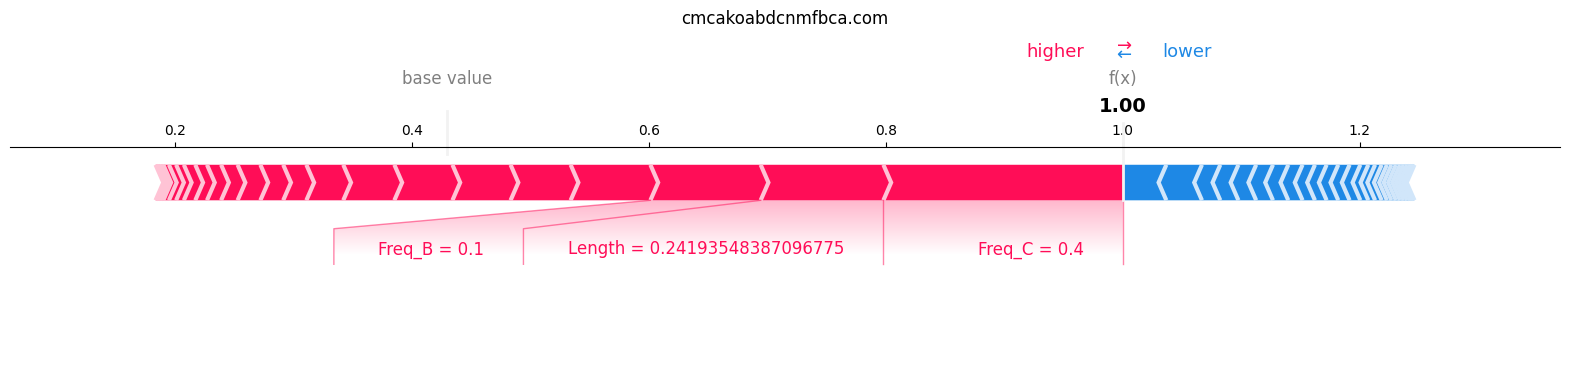 cmcakoabdcnmfbca.com
higher → ← lower
base value f(x)
1.00
0.2 0.4 0.6 0.8 1.0 1.2
Freq_B = 0.1 Length = 0.24193548387096775 Freq_C = 0.4